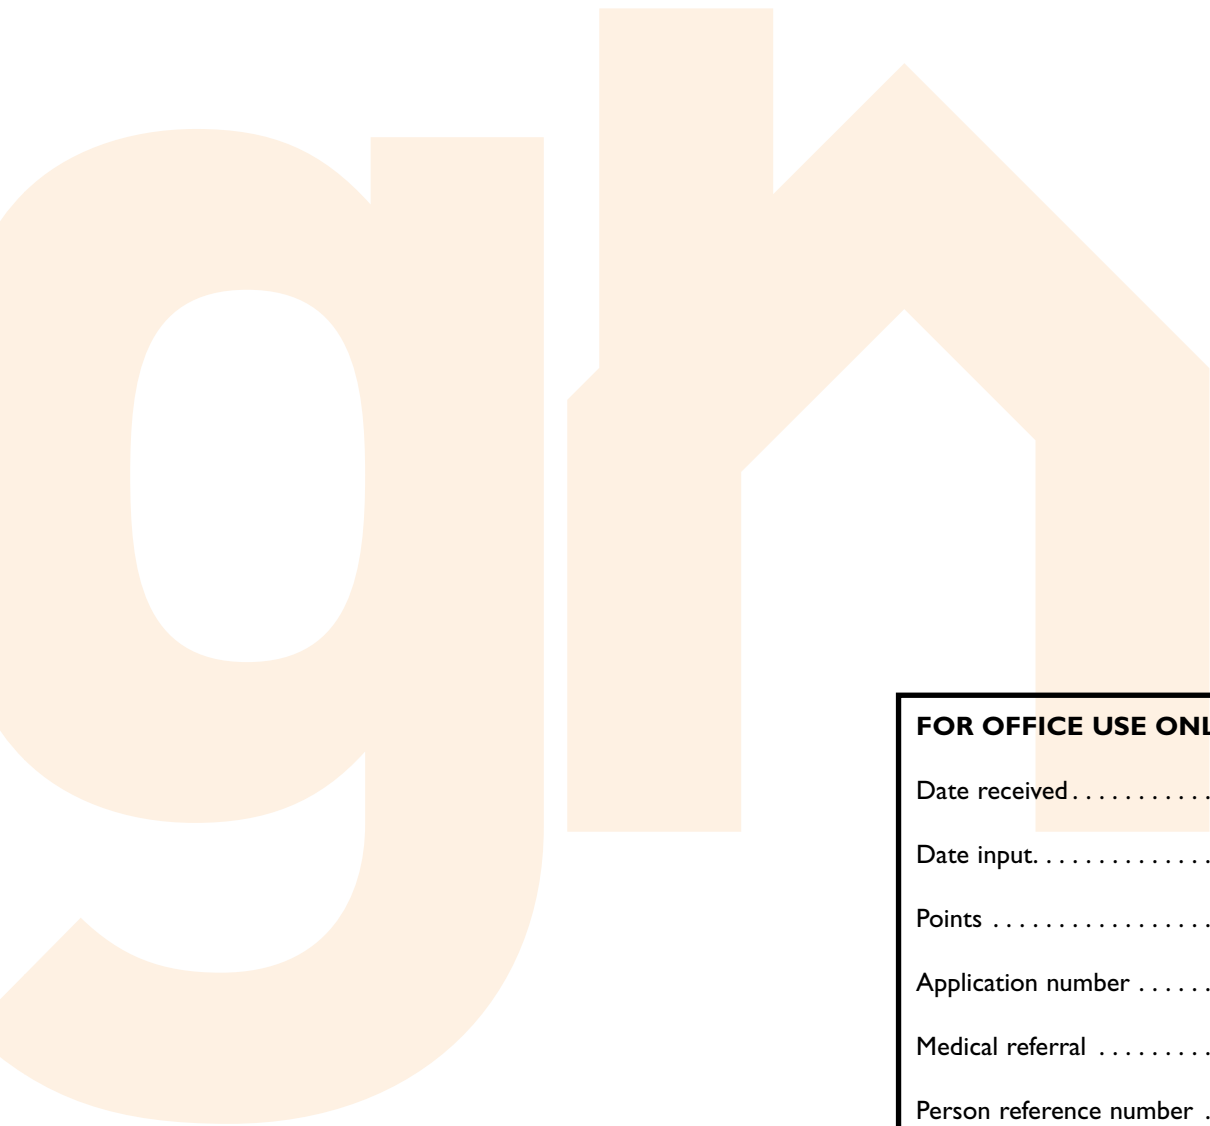 gh
FOR OFFICE USE ONL
Date received . . . . . . . . . . .
Date input. . . . . . . . . . . . . .
Points . . . . . . . . . . . . . . . . .
Application number . . . . . .
Medical referral . . . . . . . . .
Person reference number .